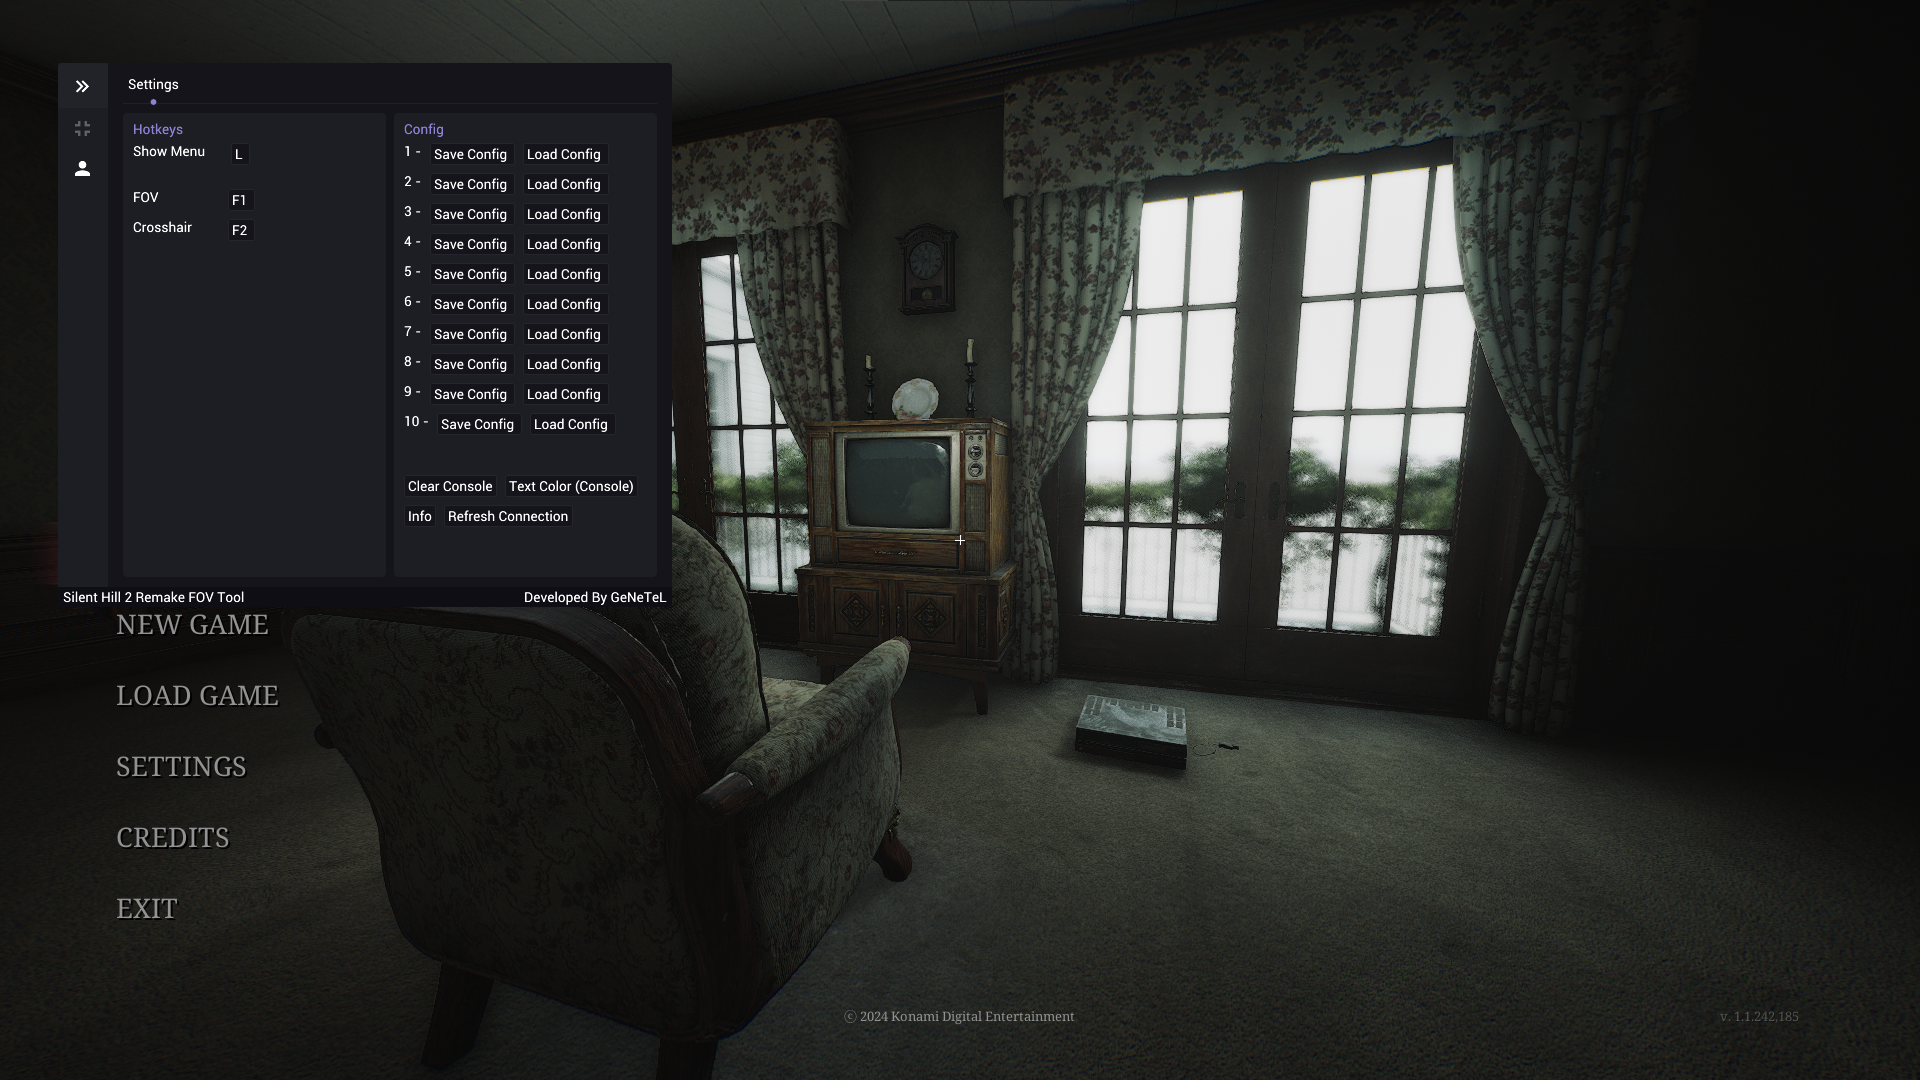 Settings
Hotkeys
Show Menu L
FOV F1
Crosshair F2
Config
1 - Save Config Load Config
2 - Save Config Load Config
3 - Save Config Load Config
4 - Save Config Load Config
5 - Save Config Load Config
6 - Save Config Load Config
7 - Save Config Load Config
8 - Save Config Load Config
9 - Save Config Load Config
10 - Save Config Load Config
Clear Console Text Color (Console)
Info Refresh Connection
Silent Hill 2 Remake FOV Tool Developed By GeNeTeL
NEW GAME
LOAD GAME
SETTINGS
CREDITS
EXIT
© 2024 Konami Digital Entertainment
v. 1.1.242.185